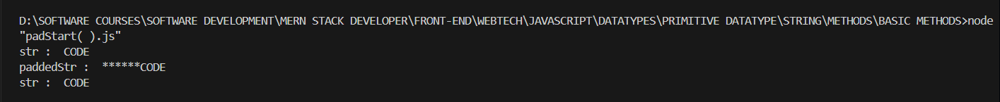 D:\SOFTWARE COURSES\SOFTWARE DEVELOPMENT\MERN STACK DEVELOPER\FRONT-END\WEBTECH\JAVASCRIPT\DATATYPES\PRIMITIVE DATATYPE\STRING\METHODS\BASIC METHODS>node
"padStart( ).js"
str :  CODE
paddedStr :  ******CODE
str :  CODE